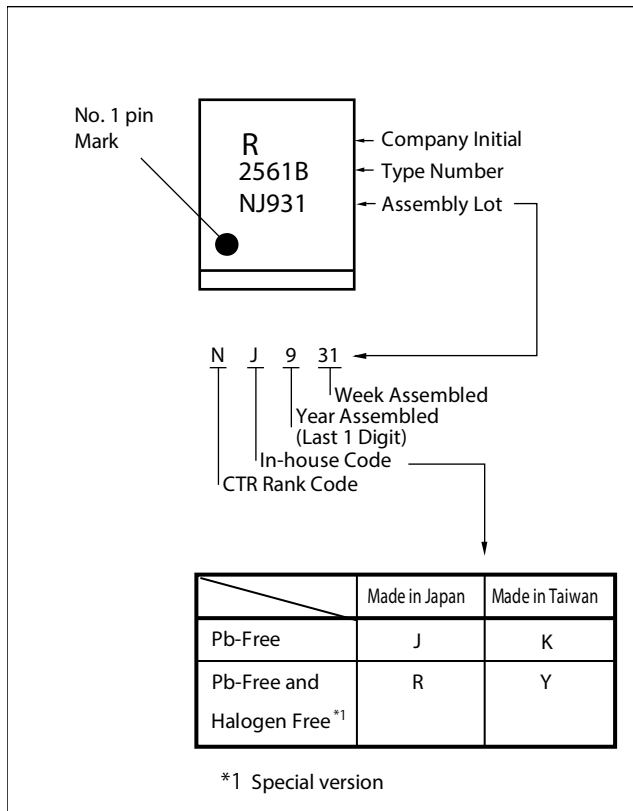 No. 1 pin
Mark
R
2561B
NJ931
Company Initial
Type Number
Assembly Lot
N J 9 31
Week Assembled
Year Assembled
(Last 1 Digit)
In-house Code
CTR Rank Code
Made in Japan Made in Taiwan
Pb-Free J K
Pb-Free and R Y
Halogen Free *1
*1 Special version